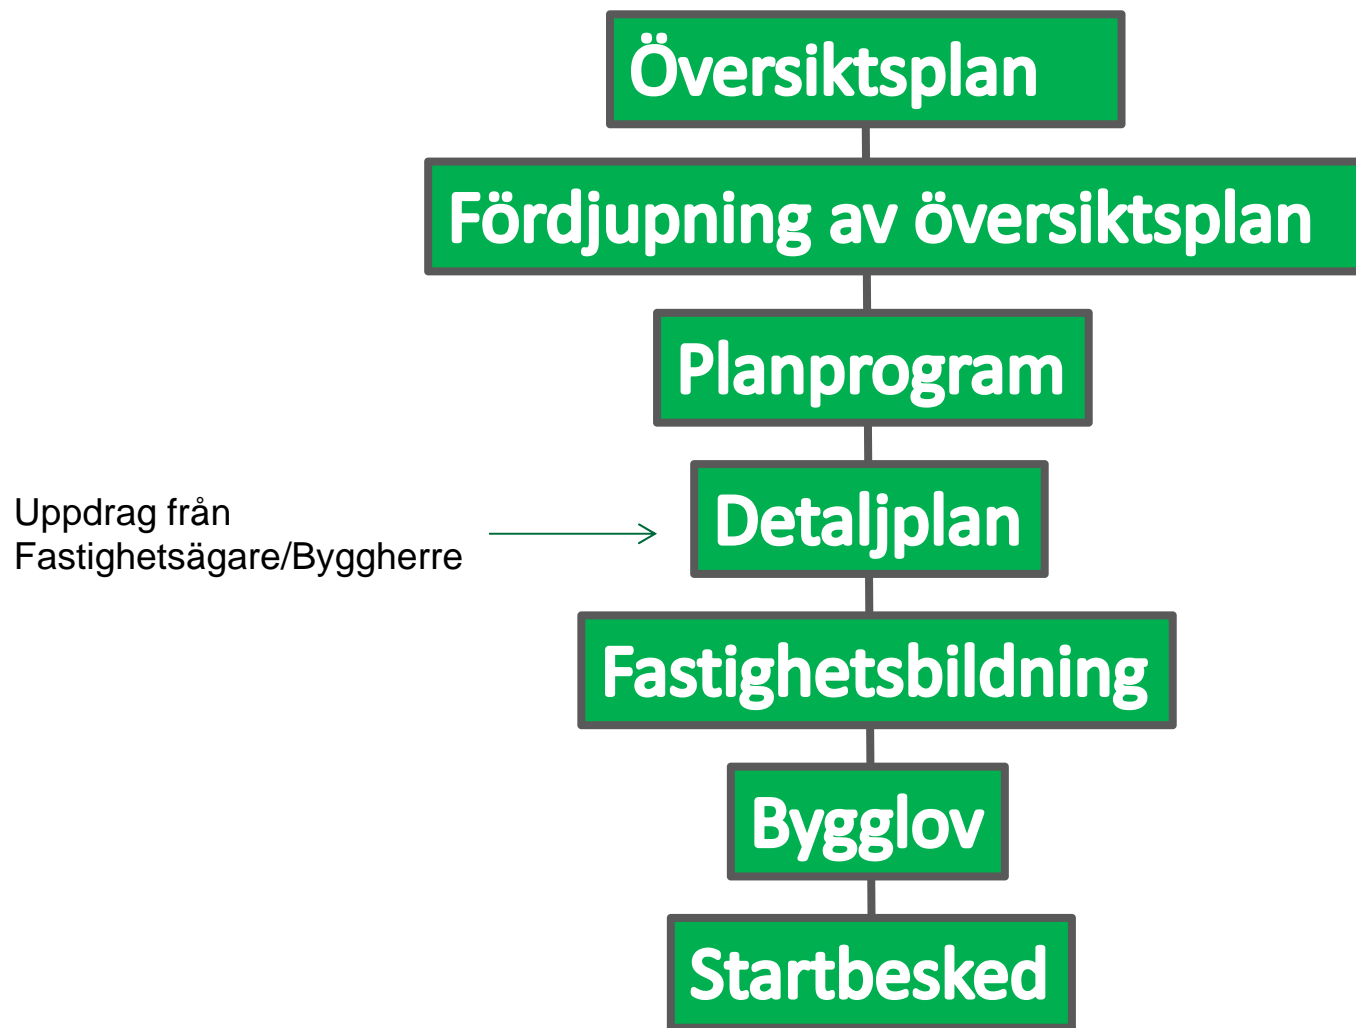 Översiktsplan
Fördjupning av översiktsplan
Planprogram
Uppdrag från
Fastighetsägare/Byggherre
Detaljplan
Fastighetsbildning
Bygglov
Startbesked